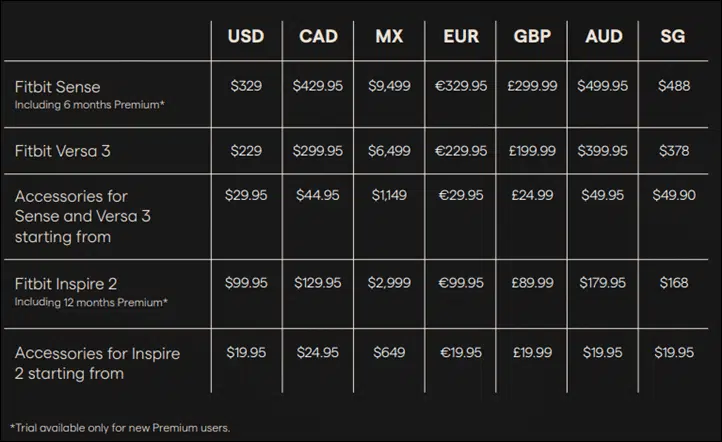 USD CAD MX EUR GBP AUD SG
Fitbit Sense $329 $429.95 $9,499 €329.95 £299.99 $499.95 $488
Including 6 months Premium*
Fitbit Versa 3 $229 $299.95 $6,499 €229.95 £199.99 $399.95 $378
Accessories for $29.95 $44.95 $1,149 €29.95 £24.99 $49.95 $49.90
Sense and Versa 3
starting from
Fitbit Inspire 2 $99.95 $129.95 $2,999 €99.95 £89.99 $179.95 $168
Including 12 months Premium*
Accessories for Inspire $19.95 $24.95 $649 €19.95 £19.99 $19.95 $19.95
2 starting from
*Trial available only for new Premium users.